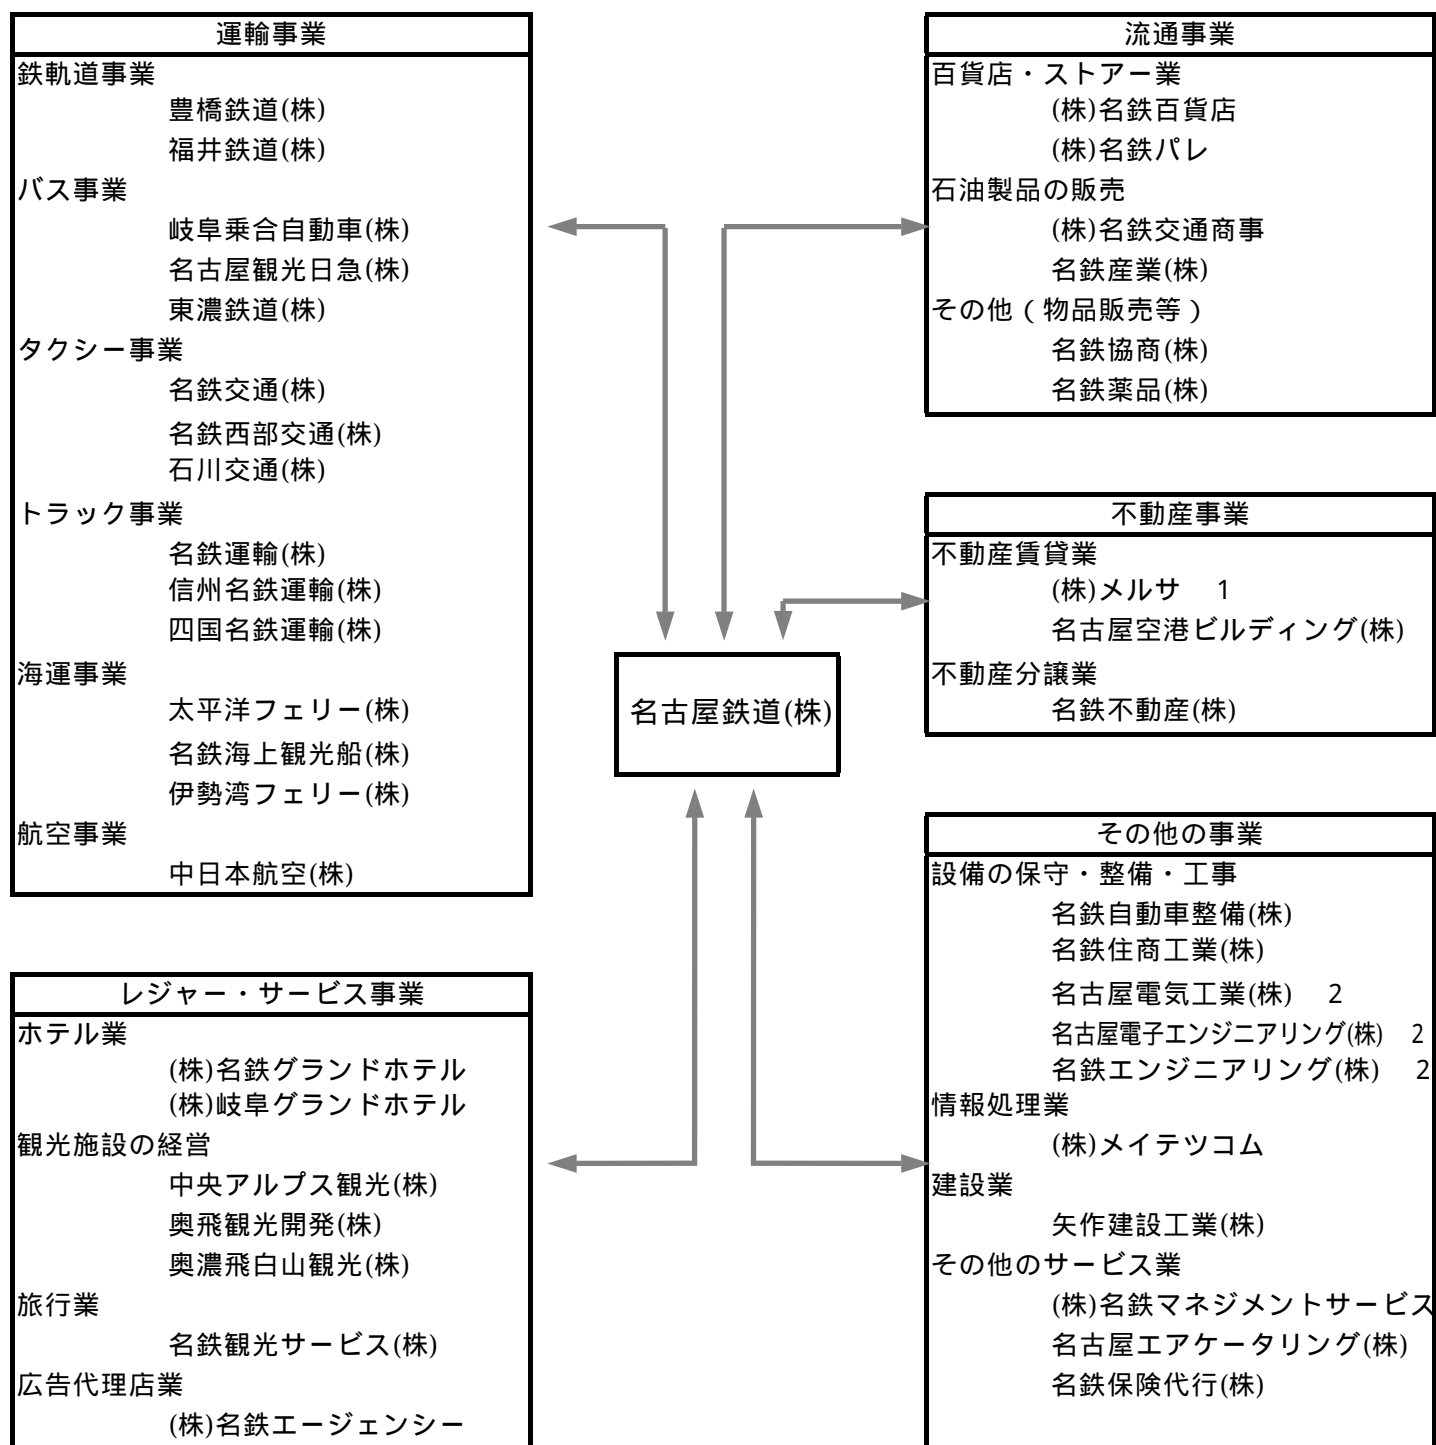 運輸事業
鉄軌道事業
豊橋鉄道(株)
福井鉄道(株)
バス事業
岐阜乗合自動車(株)
名古屋観光日急(株)
東濃鉄道(株)
タクシー事業
名鉄交通(株)
名鉄西部交通(株)
石川交通(株)
トラック事業
名鉄運輸(株)
信州名鉄運輸(株)
四国名鉄運輸(株)
海運事業
太平洋フェリー(株)
名鉄海上観光船(株)
伊勢湾フェリー(株)
航空事業
中日本航空(株)
レジャー・サービス事業
ホテル業
(株)名鉄グランドホテル
(株)岐阜グランドホテル
観光施設の経営
中央アルプス観光(株)
奥飛観光開発(株)
奥濃飛白山観光(株)
旅行業
名鉄観光サービス(株)
広告代理店業
(株)名鉄エージェンシー
名古屋鉄道(株)
流通事業
百貨店・ストアー業
(株)名鉄百貨店
(株)名鉄パレ
石油製品の販売
(株)名鉄交通商事
名鉄産業(株)
その他(物品販売等)
名鉄協商(株)
名鉄薬品(株)
不動産事業
不動産賃貸業
(株)メルサ 1
名古屋空港ビルディング(株)
不動産分譲業
名鉄不動産(株)
その他の事業
設備の保守・整備・工事
名鉄自動車整備(株)
名鉄住商工業(株)
名古屋電気工業(株) 2
名古屋電子エンジニアリング(株) 2
名鉄エンジニアリング(株) 2
情報処理業
(株)メイテツコム
建設業
矢作建設工業(株)
その他のサービス業
(株)名鉄マネジメントサービス
名古屋エアケータリング(株)
名鉄保険代行(株)